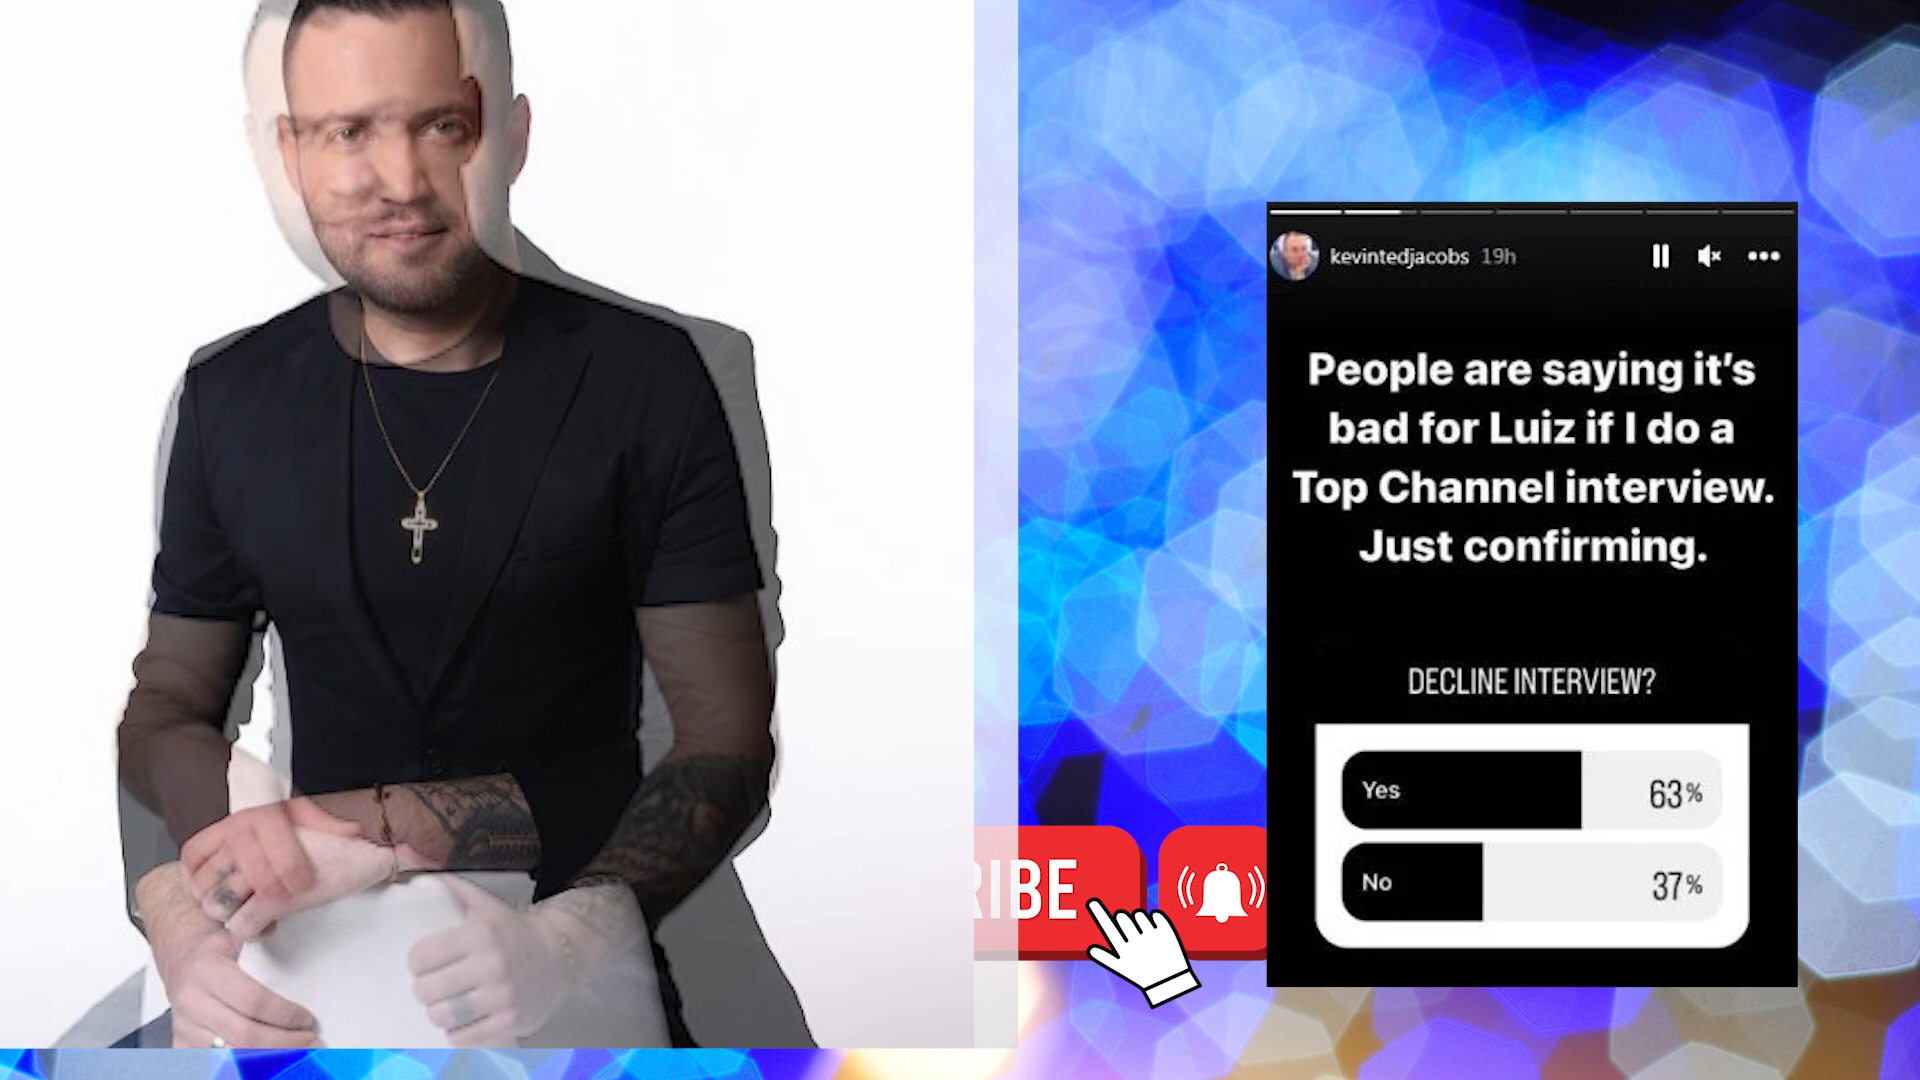 kevintedjacobs 19h
People are saying it's
bad for Luiz if I do a
Top Channel interview.
Just confirming.
DECLINE INTERVIEW?
Yes 63%
No 37%
RIBE